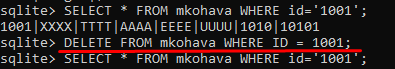 sqlite> SELECT * FROM mkohava WHERE id='1001';
1001|XXXX|TTTT|AAAA|EEEE|UUUU|1010|10101
sqlite> DELETE FROM mkohava WHERE ID = 1001;
sqlite> SELECT * FROM mkohava WHERE id='1001';